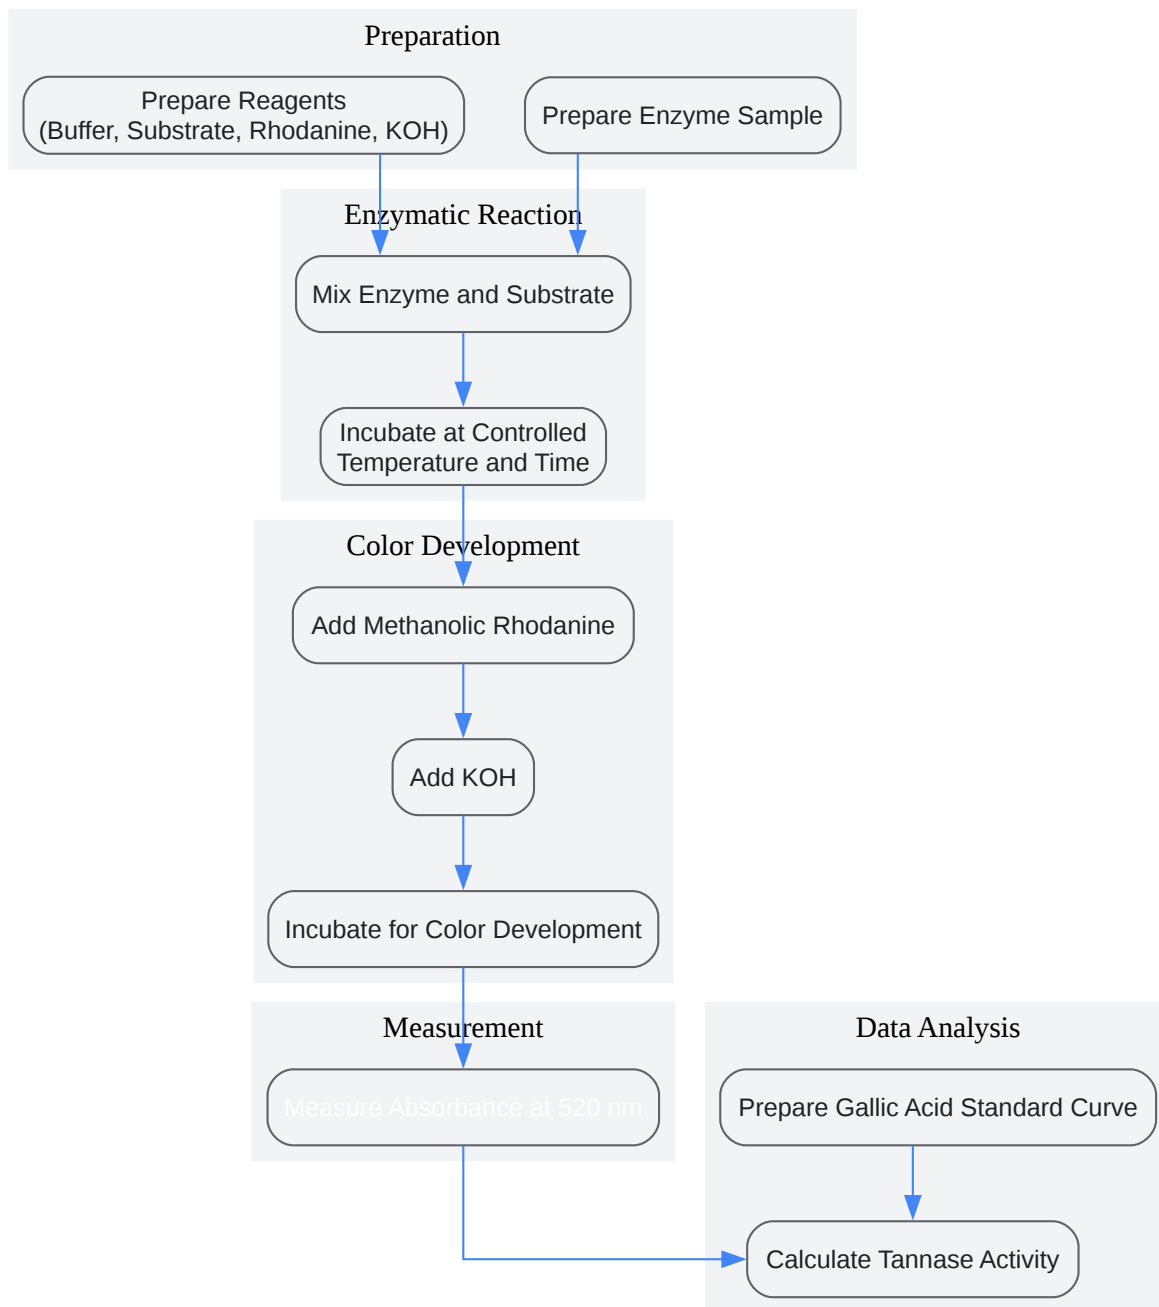 Preparation
Prepare Reagents
(Buffer, Substrate, Rhodanine, KOH)
Prepare Enzyme Sample
Enzymatic Reaction
Mix Enzyme and Substrate
Incubate at Controlled
Temperature and Time
Color Development
Add Methanolic Rhodanine
Add KOH
Incubate for Color Development
Measurement
Measure Absorbance at 520 nm
Data Analysis
Prepare Gallic Acid Standard Curve
Calculate Tannase Activity